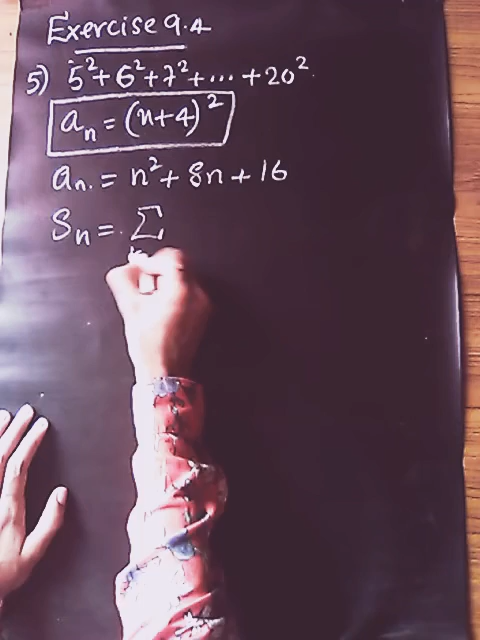 Exercise 9.4
5) 5²+6²+7²+...+20²
aₙ = (n+4)²
aₙ. = n²+8n+16
Sₙ = Σ